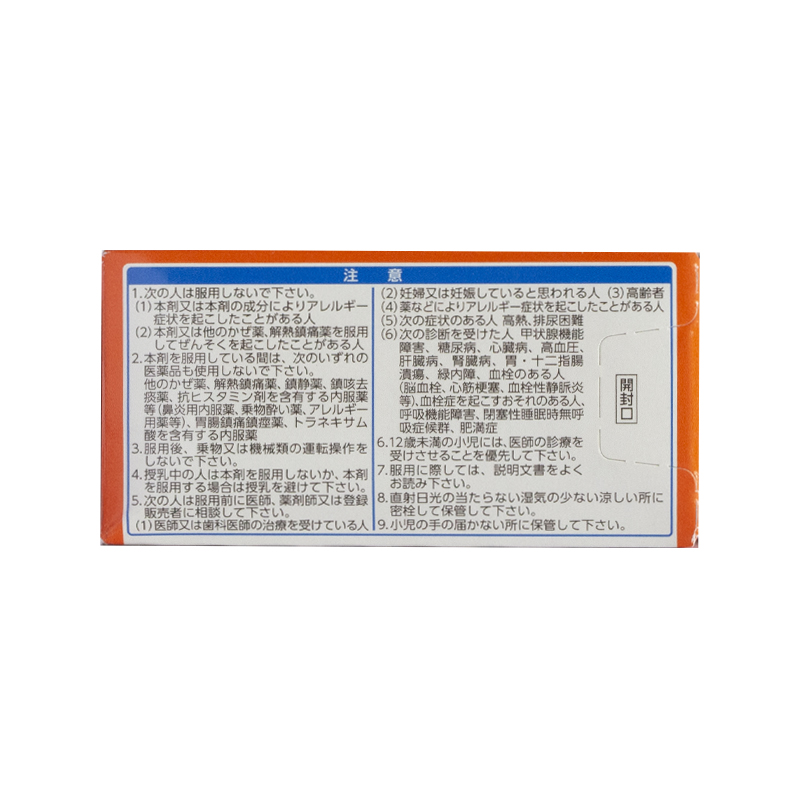 注意
1.次の人は服用しないで下さい。
(1)本剤又は本剤の成分によりアレルギー
症状を起こしたことがある人
(2)本剤又は他のかぜ薬、解熱鎮痛薬を服用
してぜんそくを起こしたことがある人
2.本剤を服用している間は、次のいずれの
医薬品も使用しないで下さい。
他のかぜ薬、解熱鎮痛薬、鎮静薬、鎮咳去
痰薬、抗ヒスタミン剤を含有する内服薬
等(鼻炎用内服薬、乗物酔い薬、アレルギー
用薬等)、胃腸鎮痛鎮痙薬、トラネキサム
酸を含有する内服薬
3.服用後、乗物又は機械類の運転操作を
しないで下さい。
4.授乳中の人は本剤を服用しないか、本剤
を服用する場合は授乳を避けて下さい。
5.次の人は服用前に医師、薬剤師又は登録
販売者に相談して下さい。
(1)医師又は歯科医師の治療を受けている人
(2)妊婦又は妊娠していると思われる人 (3)高齢者
(4)薬などによりアレルギー症状を起こしたことがある人
(5)次の症状のある人 高熱、排尿困難
(6)次の診断を受けた人 甲状腺機能
障害、糖尿病、心臓病、高血圧、
肝臓病、腎臓病、胃・十二指腸
潰瘍、緑内障、血栓のある人
(脳血栓、心筋梗塞、血栓性静脈炎
等)、血栓症を起こすおそれのある人、
呼吸機能障害、閉塞性睡眠時無呼
吸症候群、肥満症
6.12歳未満の小児には、医師の診療を
受けさせることを優先して下さい。
7.服用に際しては、説明文書をよく
お読み下さい。
8.直射日光の当たらない湿気の少ない涼しい所に
密栓して保管して下さい。
9.小児の手の届かない所に保管して下さい。
開封口